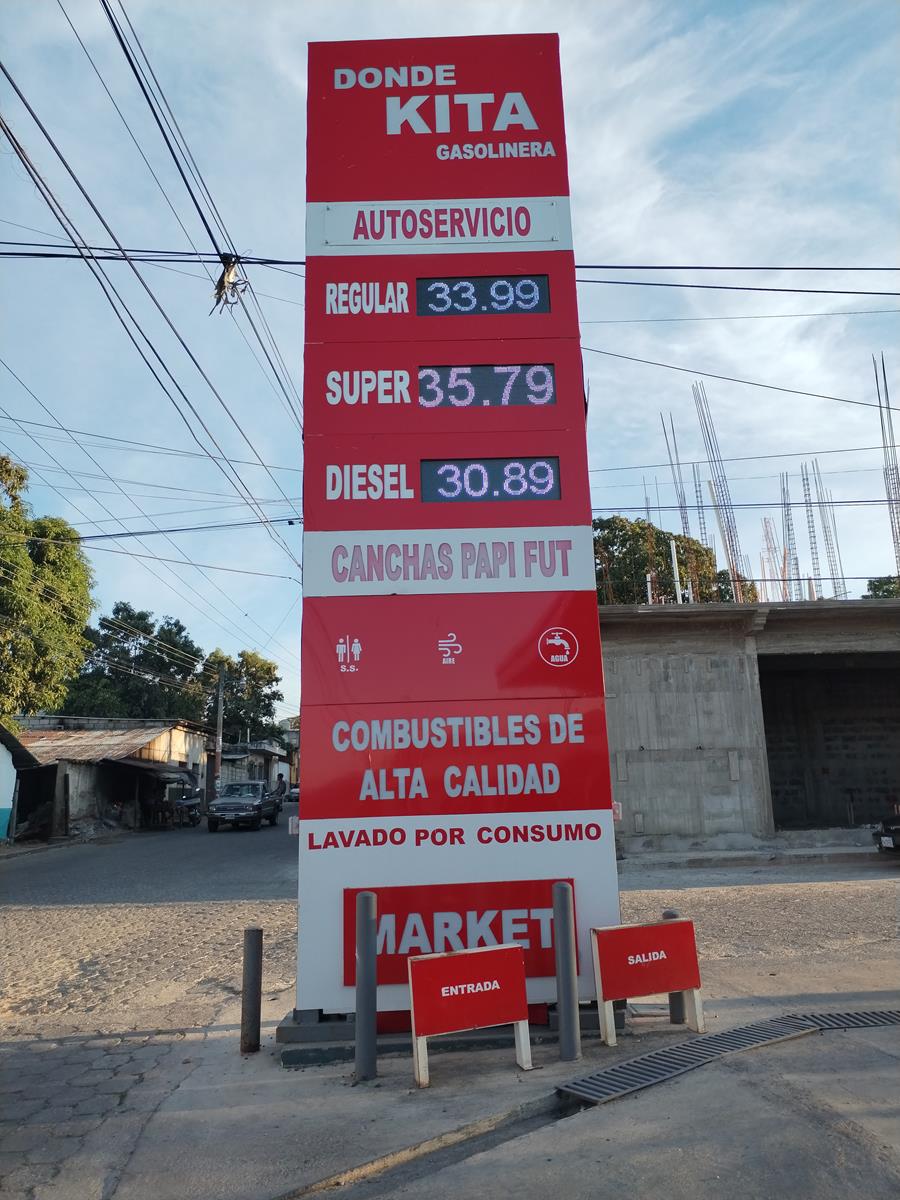 DONDE
KITA
GASOLINERA
AUTOSERVICIO
REGULAR 33.99
SUPER 35.79
DIESEL 30.89
CANCHAS PAPI FUT
S.S. AIRE AGUA
COMBUSTIBLES DE
ALTA CALIDAD
LAVADO POR CONSUMO
MARKET
ENTRADA
SALIDA